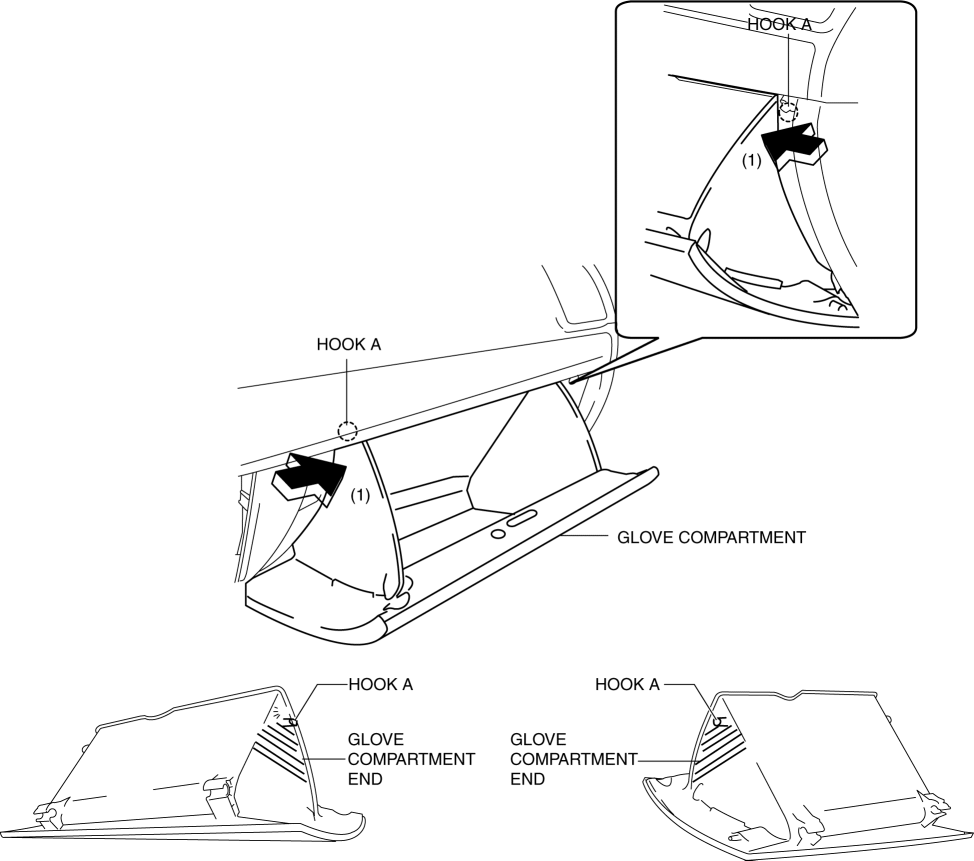 HOOK A
(1)
HOOK A
(1)
GLOVE COMPARTMENT
HOOK A
GLOVE
COMPARTMENT
END
HOOK A
GLOVE
COMPARTMENT
END